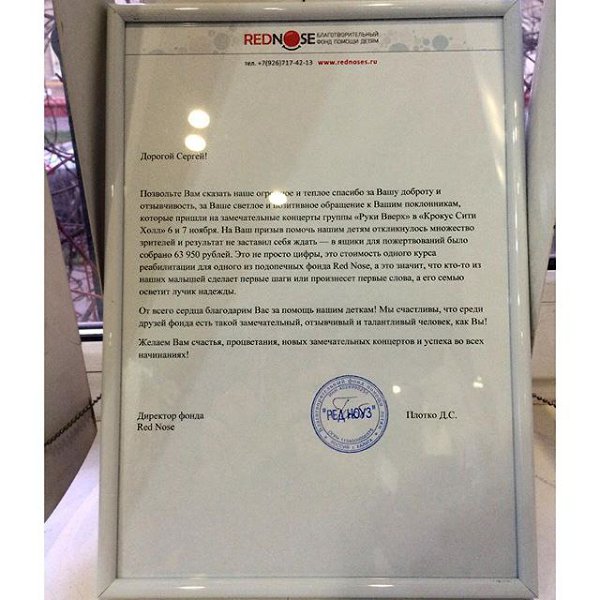 REDNOSE БЛАГОТВОРИТЕЛЬНЫЙ
ФОНД ПОМОЩИ ДЕТЯМ
тел. +7(926)717-42-13 www.rednoses.ru
Дорогой Сергей!
Позвольте Вам сказать наше огромное и теплое спасибо за Вашу доброту и
отзывчивость, за Ваше светлое и позитивное обращение к Вашим поклонникам,
которые пришли на замечательные концерты группы «Руки Вверх» в «Крокус Сити
Холл» 6 и 7 ноября. На Ваш призыв помочь нашим детям откликнулось множество
зрителей и результат не заставил себя ждать — в ящики для пожертвований было
собрано 63 950 рублей. Это не просто цифры, это стоимость одного курса
реабилитации для одного из подопечных фонда Red Nose, а это значит, что кто-то из
наших малышей сделает первые шаги или произнесет первые слова, а его семью
осветит лучик надежды.
От всего сердца благодарим Вас за помощь нашим деткам! Мы счастливы, что среди
друзей фонда есть такой замечательный, отзывчивый и талантливый человек, как Вы!
Желаем Вам счастья, процветания, новых замечательных концертов и успеха во всех
начинаниях!
Директор фонда
Red Nose
"РЕД НОУЗ"
Плотко Д.С.